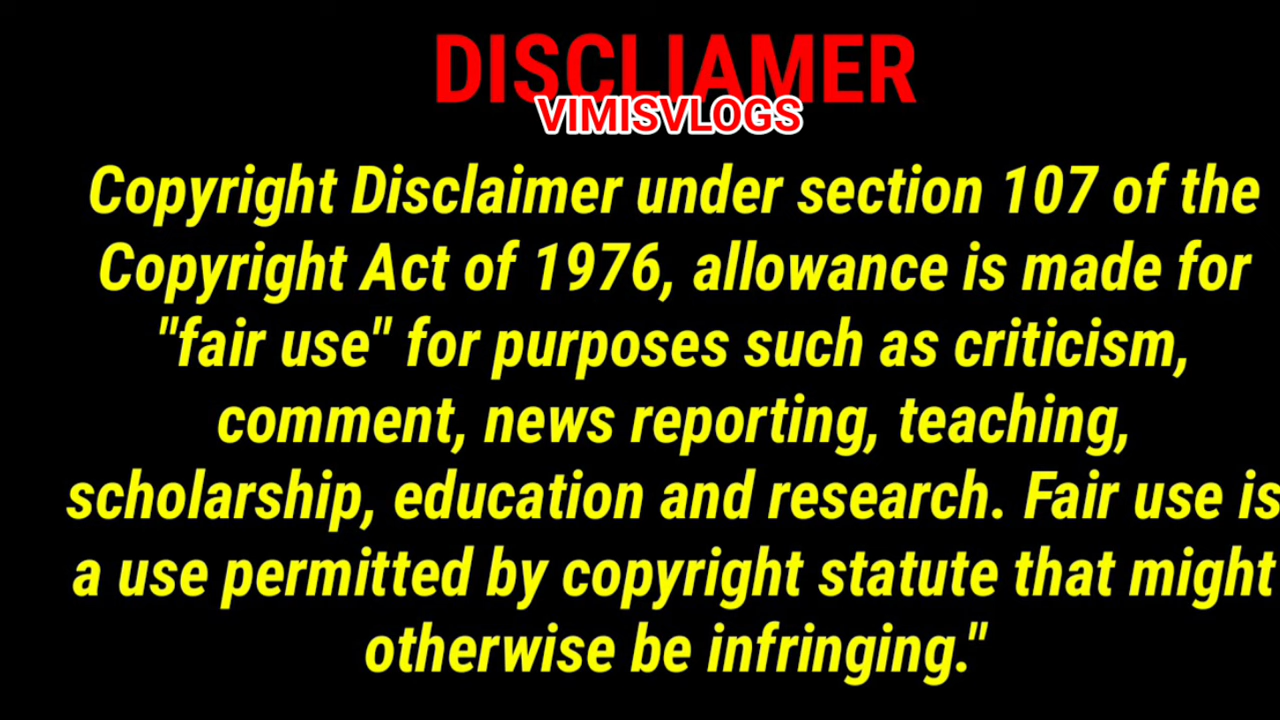 DISCLIAMER
VIMISVLOGS
Copyright Disclaimer under section 107 of the
Copyright Act of 1976, allowance is made for
"fair use" for purposes such as criticism,
comment, news reporting, teaching,
scholarship, education and research. Fair use is
a use permitted by copyright statute that might
otherwise be infringing."